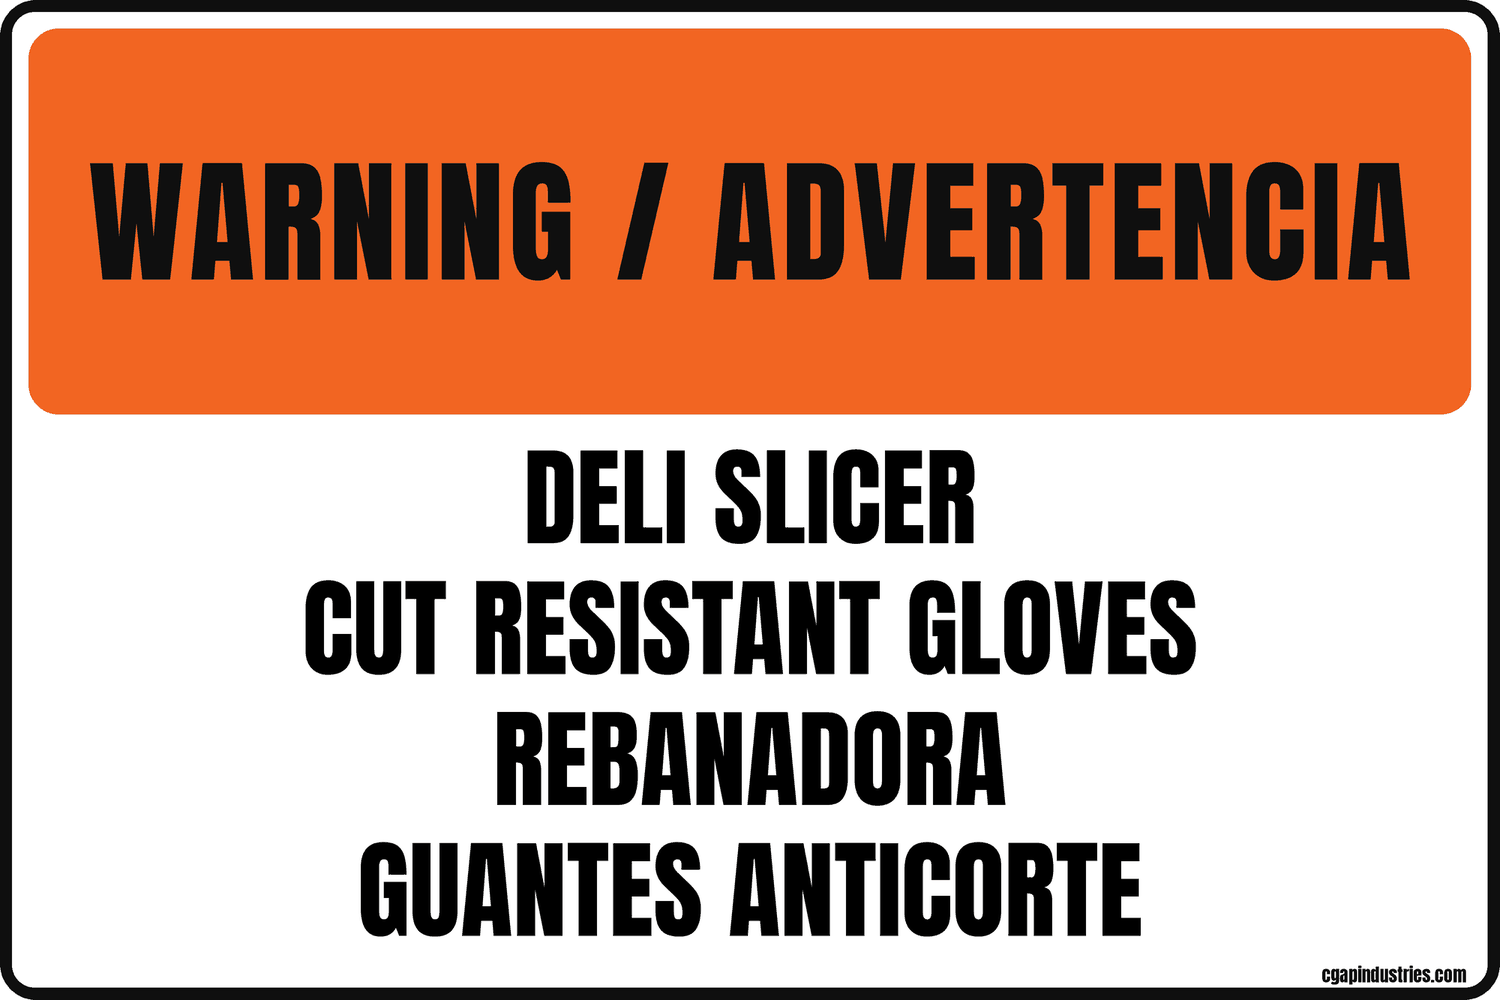 WARNING / ADVERTENCIA
DELI SLICER
CUT RESISTANT GLOVES
REBANADORA
GUANTES ANTICORTE
cgapindustries.com